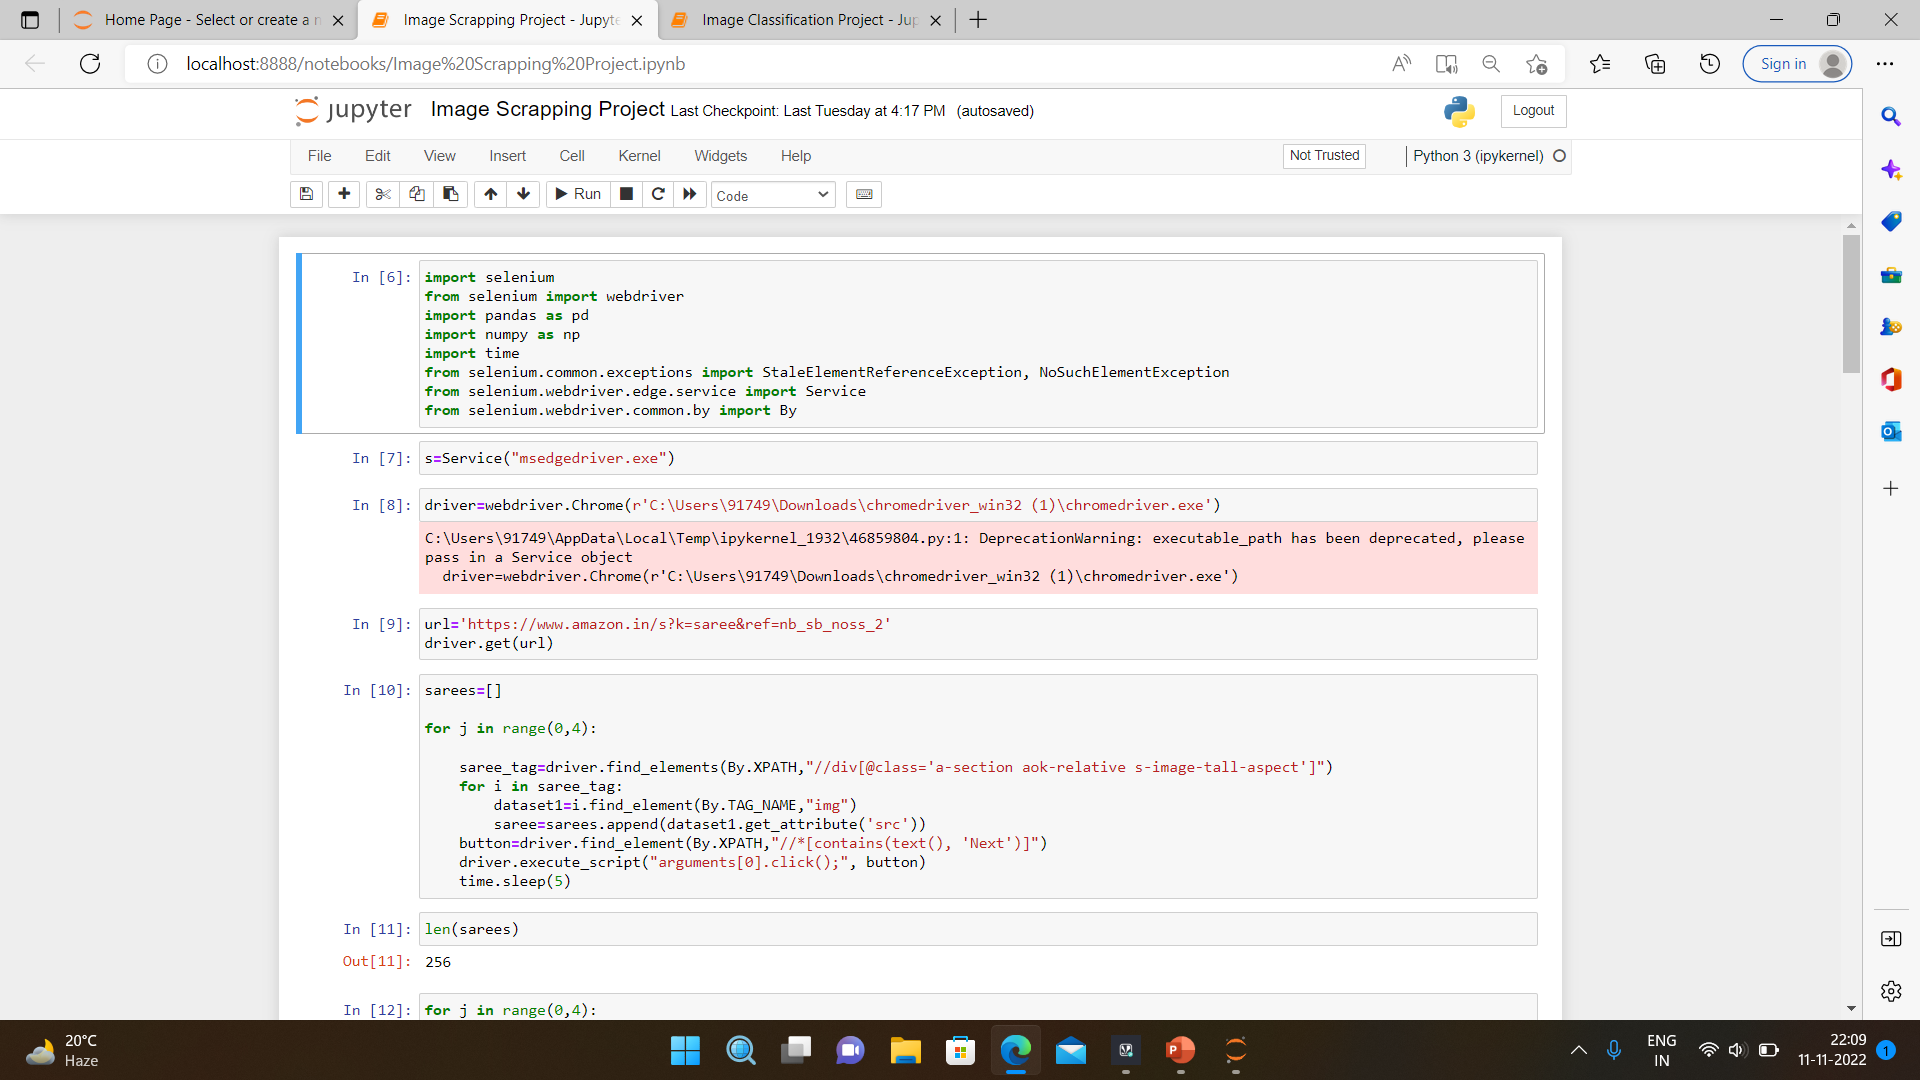 Home Page - Select or create a n
Image Scrapping Project - Jupyte
Image Classification Project - Jup
localhost:8888/notebooks/Image%20Scrapping%20Project.ipynb
Sign in
jupyter Image Scrapping Project Last Checkpoint: Last Tuesday at 4:17 PM (autosaved)
Logout
File Edit View Insert Cell Kernel Widgets Help
Not Trusted
Python 3 (ipykernel)
Run
Code
In [6]: import selenium
from selenium import webdriver
import pandas as pd
import numpy as np
import time
from selenium.common.exceptions import StaleElementReferenceException, NoSuchElementException
from selenium.webdriver.edge.service import Service
from selenium.webdriver.common.by import By
In [7]: s=Service("msedgedriver.exe")
In [8]: driver=webdriver.Chrome(r'C:\Users\91749\Downloads\chromedriver_win32 (1)\chromedriver.exe')
C:\Users\91749\AppData\Local\Temp\ipykernel_1932\46859804.py:1: DeprecationWarning: executable_path has been deprecated, please
pass in a Service object
driver=webdriver.Chrome(r'C:\Users\91749\Downloads\chromedriver_win32 (1)\chromedriver.exe')
In [9]: url='https://www.amazon.in/s?k=saree&ref=nb_sb_noss_2'
driver.get(url)
In [10]: sarees=[]
for j in range(0,4):
saree_tag=driver.find_elements(By.XPATH,"//div[@class='a-section aok-relative s-image-tall-aspect']")
for i in saree_tag:
dataset1=i.find_element(By.TAG_NAME,"img")
saree=sarees.append(dataset1.get_attribute('src'))
button=driver.find_element(By.XPATH,"//*[contains(text(), 'Next')]")
driver.execute_script("arguments[0].click();", button)
time.sleep(5)
In [11]: len(sarees)
Out[11]: 256
In [12]: for j in range(0,4):
20°C
Haze
ENG
IN
22:09
11-11-2022
1